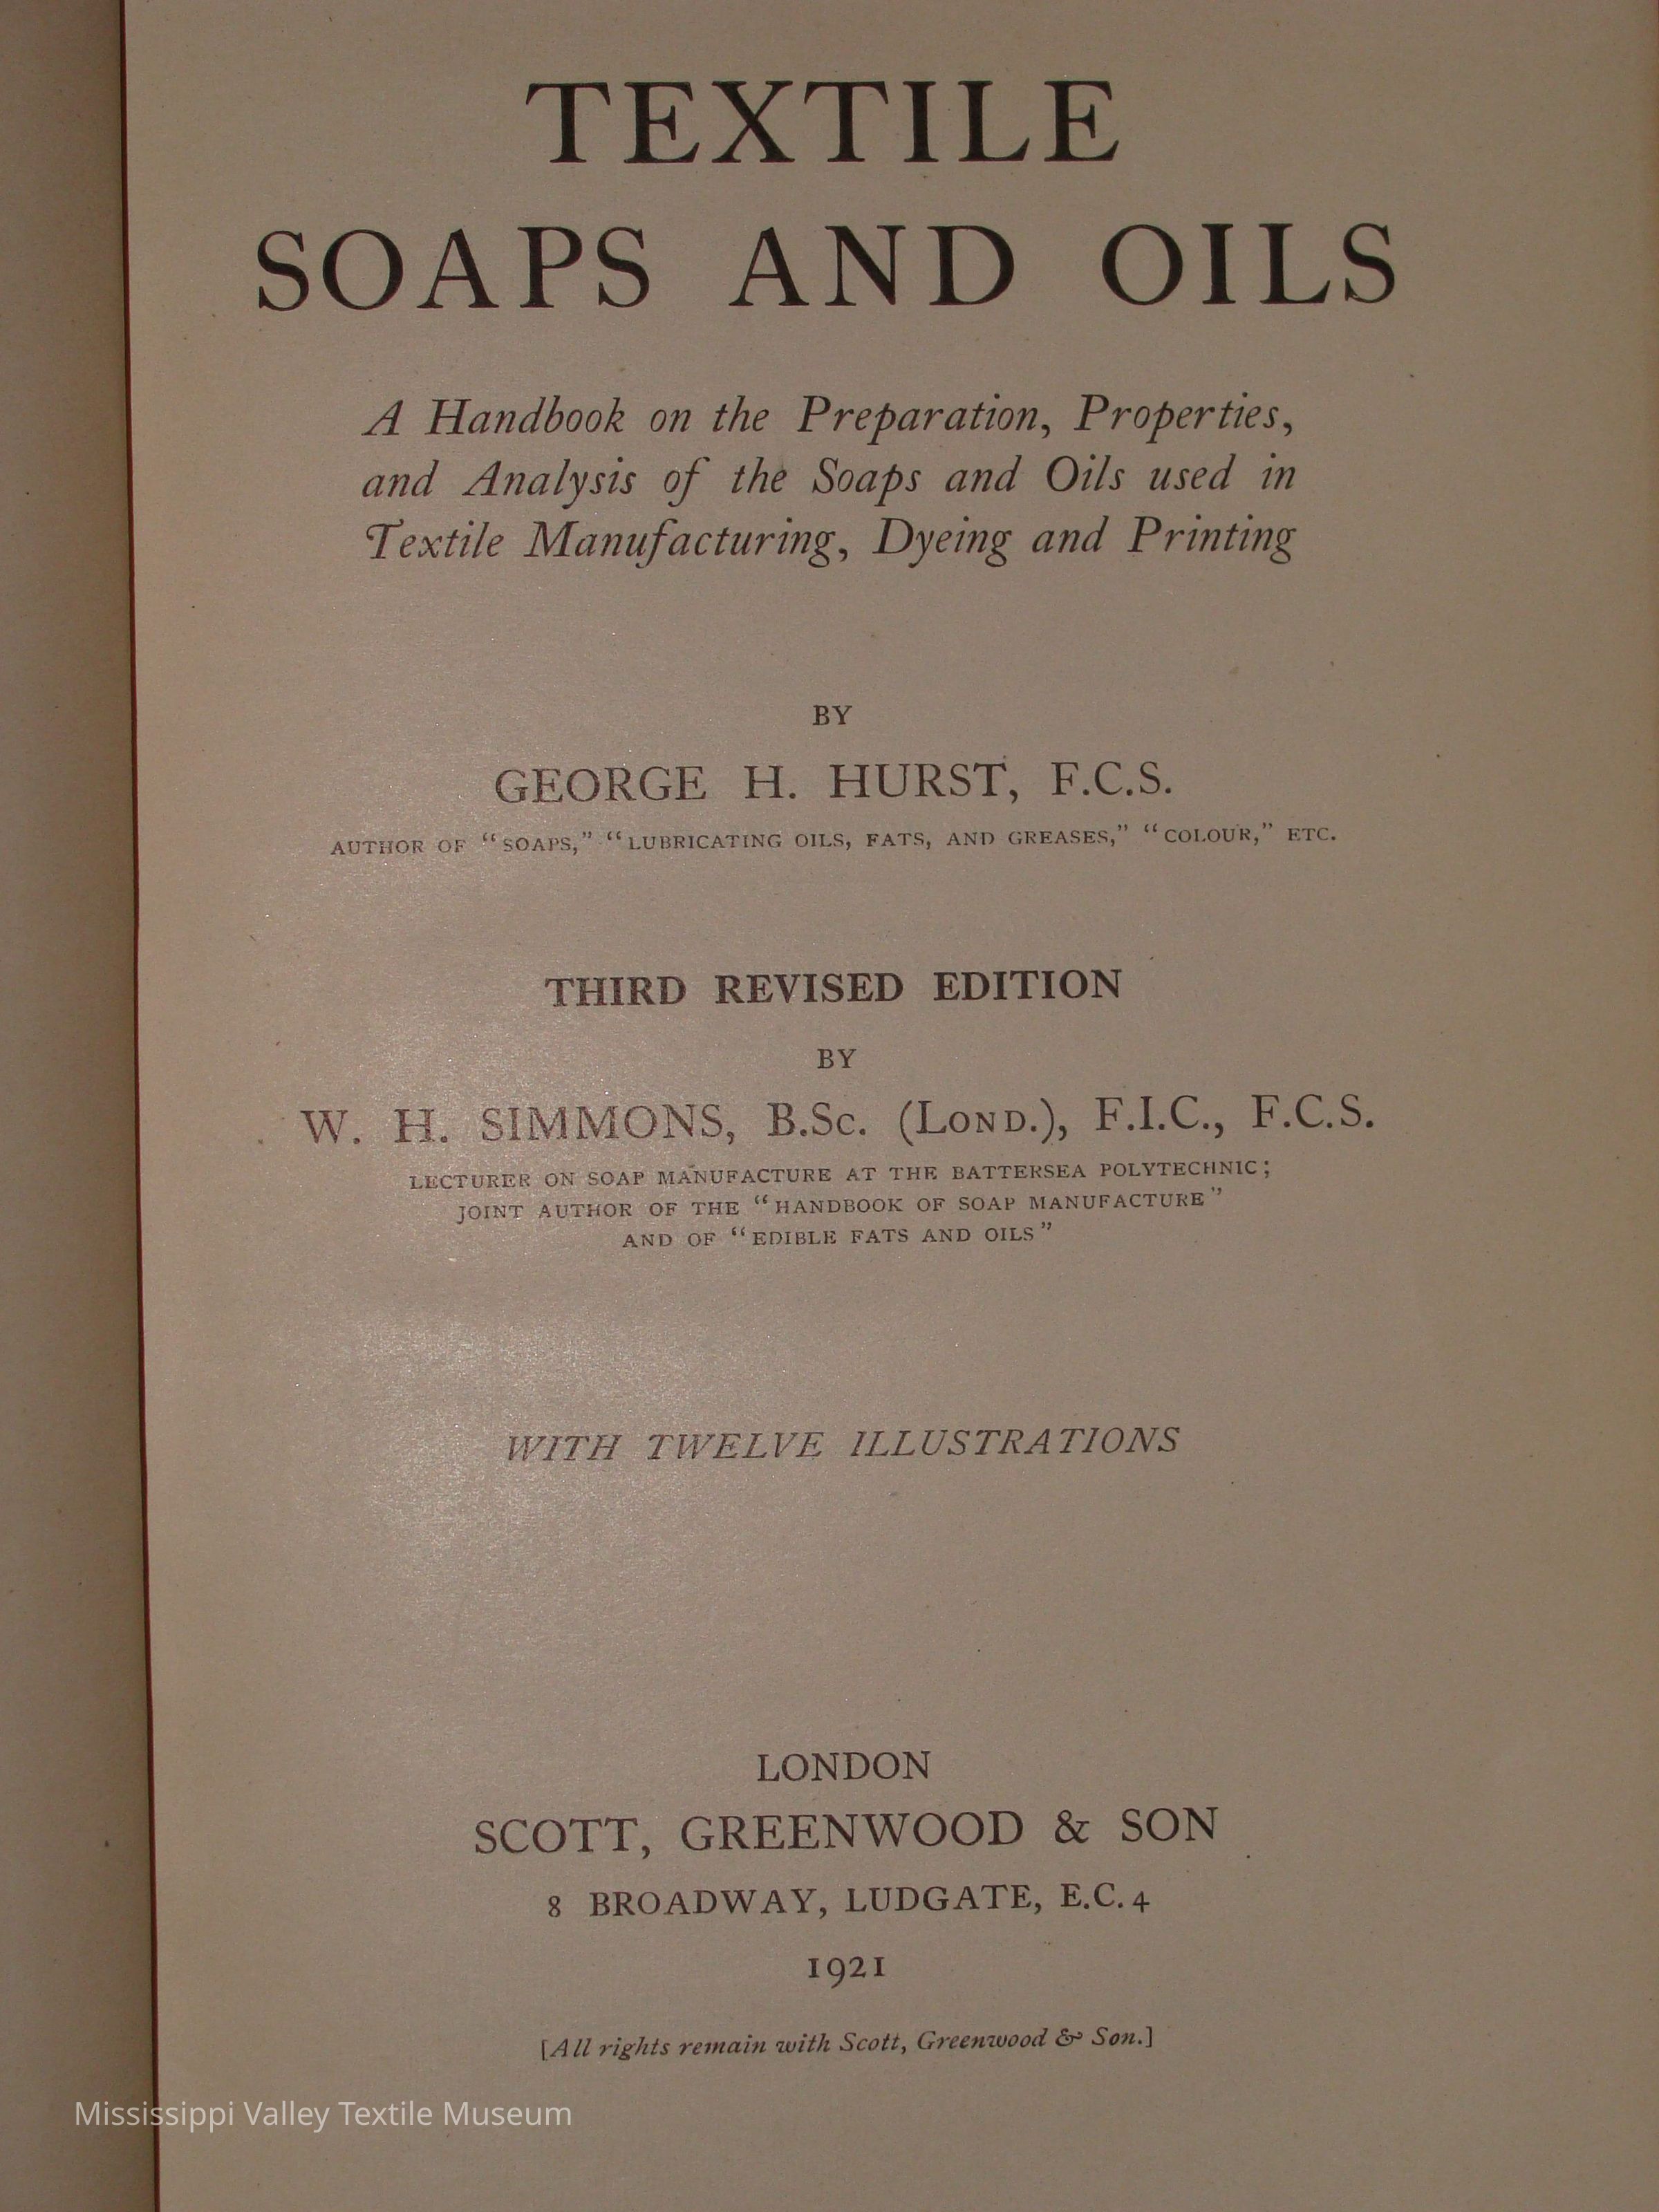 TEXTILE
SOAPS AND OILS
A Handbook on the Preparation, Properties,
and Analysis of the Soaps and Oils used in
Textile Manufacturing, Dyeing and Printing
BY
GEORGE H. HURST, F.C.S.
AUTHOR OF “SOAPS,” “LUBRICATING OILS, FATS, AND GREASES,” “COLOUR,” ETC.
THIRD REVISED EDITION
BY
W. H. SIMMONS, B.Sc. (LOND.), F.I.C., F.C.S.
LECTURER ON SOAP MANUFACTURE AT THE BATTERSEA POLYTECHNIC;
JOINT AUTHOR OF THE “HANDBOOK OF SOAP MANUFACTURE”
AND OF “EDIBLE FATS AND OILS”
WITH TWELVE ILLUSTRATIONS
LONDON
SCOTT, GREENWOOD & SON
8 BROADWAY, LUDGATE, E.C. 4
1921
[All rights remain with Scott, Greenwood & Son.]
Mississippi Valley Textile Museum